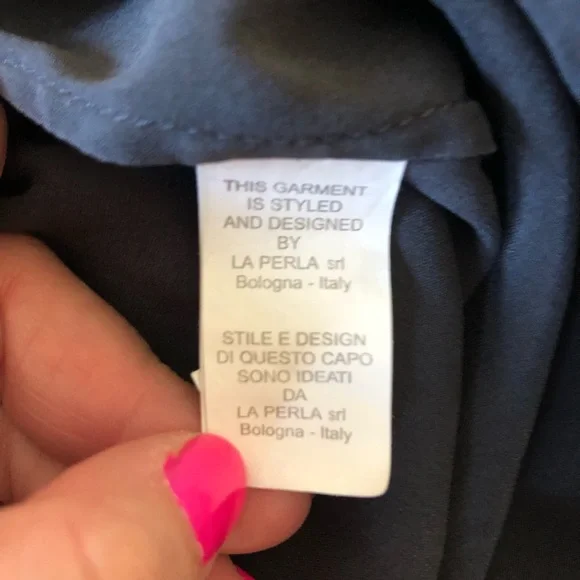 THIS GARMENT
IS STYLED
AND DESIGNED
BY
LA PERLA srl
Bologna - Italy
STILE E DESIGN
DI QUESTO CAPO
SONO IDEATI
DA
LA PERLA srl
Bologna - Italy